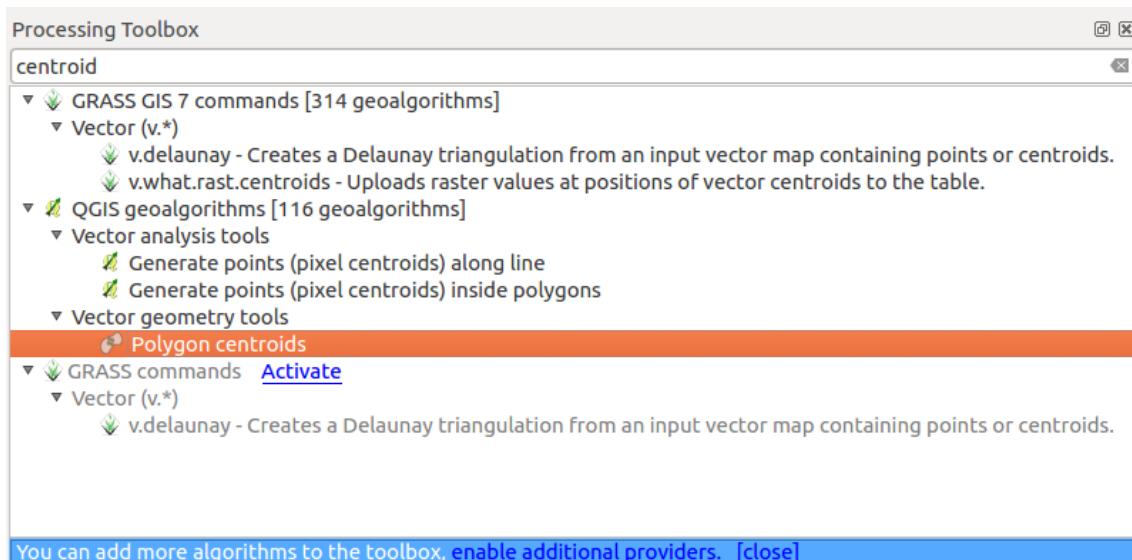 Processing Toolbox
centroid
GRASS GIS 7 commands [314 geoalgorithms]
Vector (v.*)
v.delaunay - Creates a Delaunay triangulation from an input vector map containing points or centroids.
v.what.rast.centroids - Uploads raster values at positions of vector centroids to the table.
QGIS geoalgorithms [116 geoalgorithms]
Vector analysis tools
Generate points (pixel centroids) along line
Generate points (pixel centroids) inside polygons
Vector geometry tools
Polygon centroids
GRASS commands Activate
Vector (v.*)
v.delaunay - Creates a Delaunay triangulation from an input vector map containing points or centroids.
You can add more algorithms to the toolbox, enable additional providers. [close]